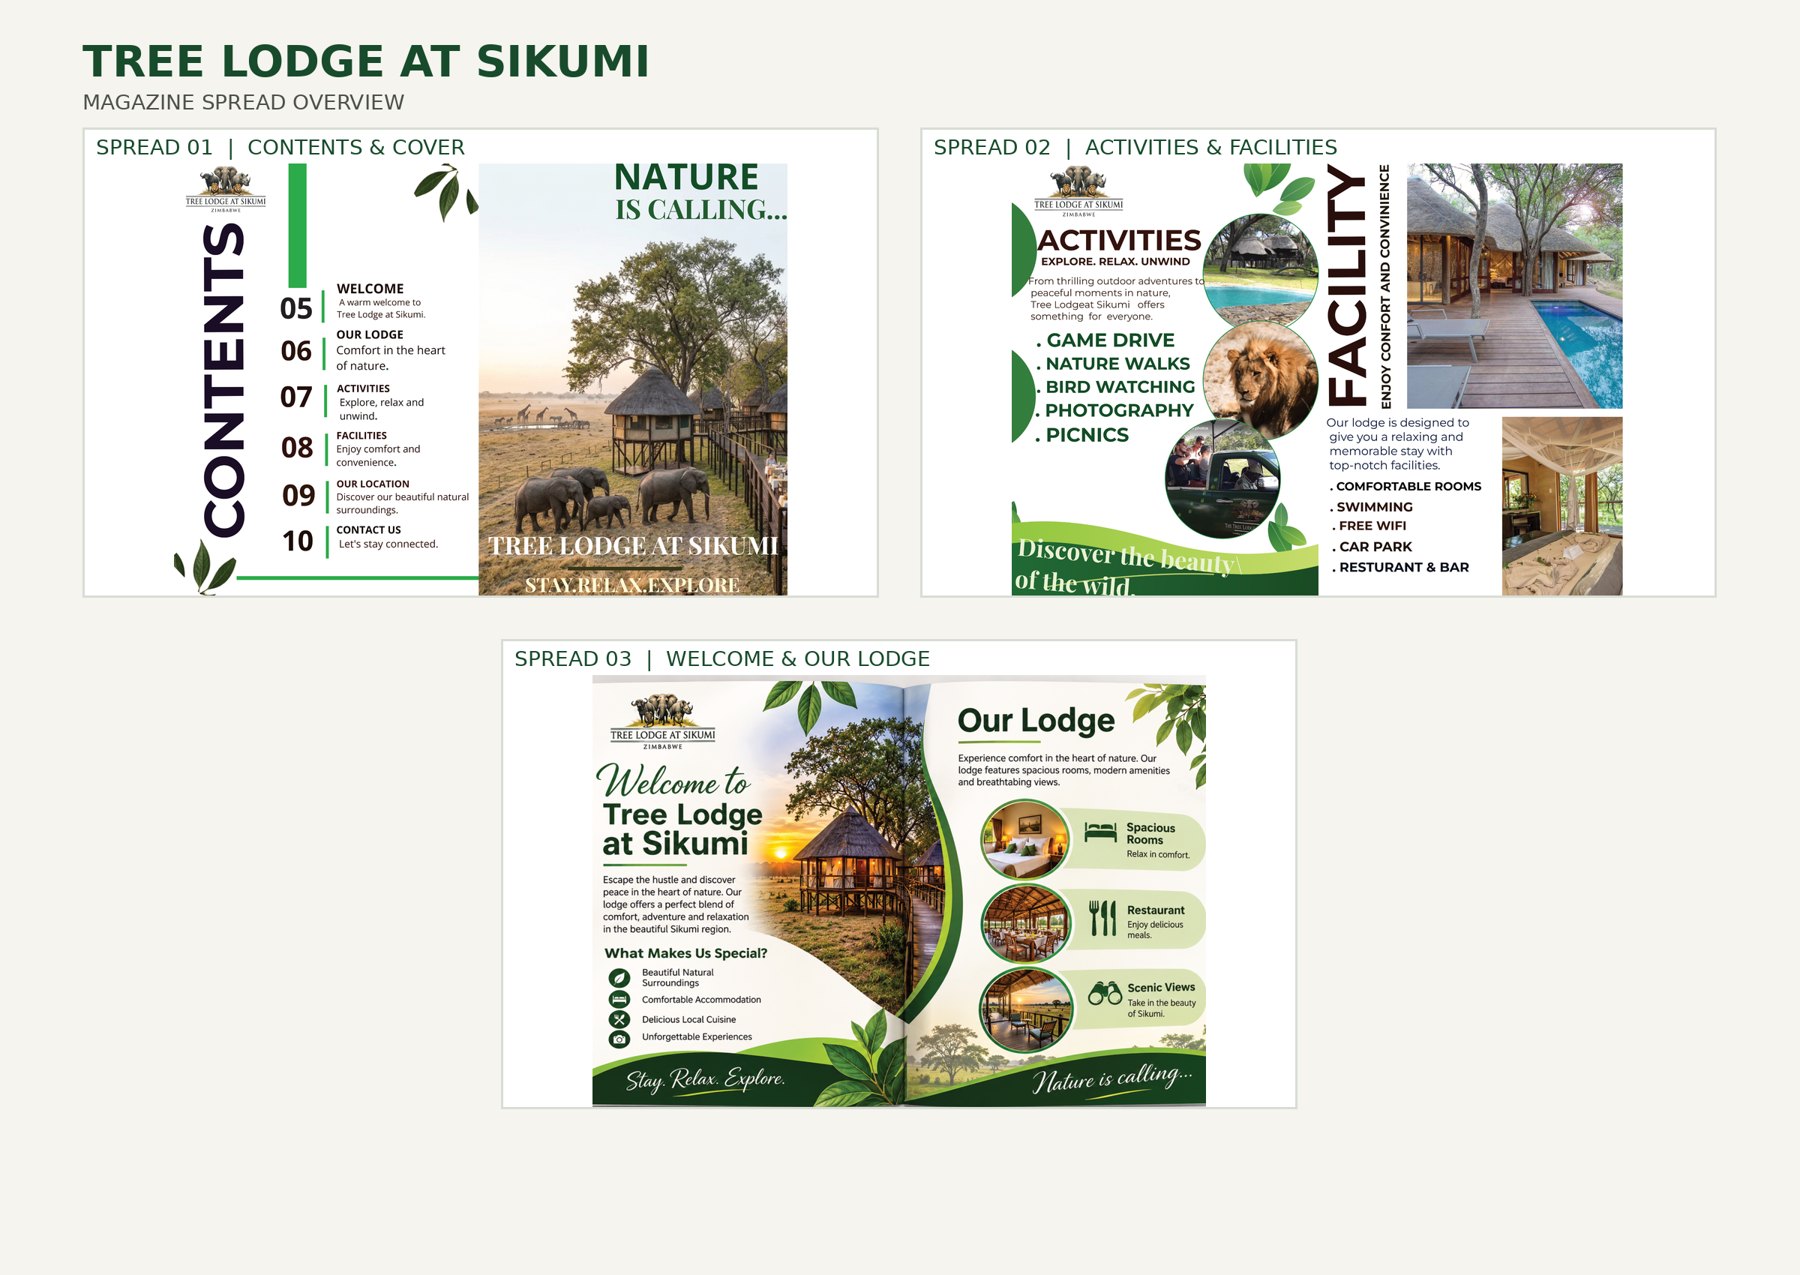 TREE LODGE AT SIKUMI
MAGAZINE SPREAD OVERVIEW
SPREAD 01 | CONTENTS & COVER
TREE LODGE AT SIKUMI
ZIMBABWE
CONTENTS
05
WELCOME
A warm welcome to
Tree Lodge at Sikumi.
06
OUR LODGE
Comfort in the heart
of nature.
07
ACTIVITIES
Explore, relax and
unwind.
08
FACILITIES
Enjoy comfort and
convenience.
09
OUR LOCATION
Discover our beautiful natural
surroundings.
10
CONTACT US
Let's stay connected.
NATURE
IS CALLING...
TREE LODGE AT SIKUMI
STAY.RELAX.EXPLORE
SPREAD 02 | ACTIVITIES & FACILITIES
TREE LODGE AT SIKUMI
ZIMBABWE
ACTIVITIES
EXPLORE. RELAX. UNWIND
From thrilling outdoor adventures to
peaceful moments in nature,
Tree Lodgeat Sikumi offers
something for everyone.
. GAME DRIVE
. NATURE WALKS
. BIRD WATCHING
. PHOTOGRAPHY
. PICNICS
Discover the beauty\
of the wild.
FACILITY
ENJOY CONFORT AND CONVINIENCE
Our lodge is designed to
give you a relaxing and
memorable stay with
top-notch facilities.
. COMFORTABLE ROOMS
. SWIMMING
. FREE WIFI
. CAR PARK
. RESTURANT & BAR
SPREAD 03 | WELCOME & OUR LODGE
TREE LODGE AT SIKUMI
ZIMBABWE
Welcome to
Tree Lodge
at Sikumi
Escape the hustle and discover
peace in the heart of nature. Our
lodge offers a perfect blend of
comfort, adventure and relaxation
in the beautiful Sikumi region.
What Makes Us Special?
Beautiful Natural
Surroundings
Comfortable Accommodation
Delicious Local Cuisine
Unforgettable Experiences
Stay. Relax. Explore.
Our Lodge
Experience comfort in the heart of nature. Our
lodge features spacious rooms, modern amenities
and breathtabing views.
Spacious
Rooms
Relax in comfort.
Restaurant
Enjoy delicious
meals.
Scenic Views
Take in the beauty
of Sikumi.
Nature is calling...